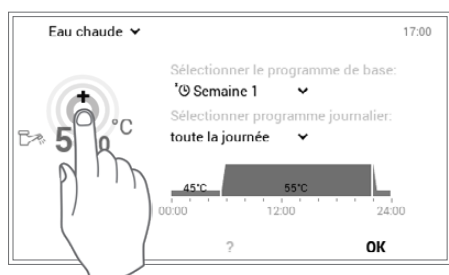 Eau chaude
17:00
Sélectionner le programme de base:
Semaine 1
Sélectionner programme journalier:
toute la journée
+
°C
45°C 55°C
00:00 12:00 24:00
? OK